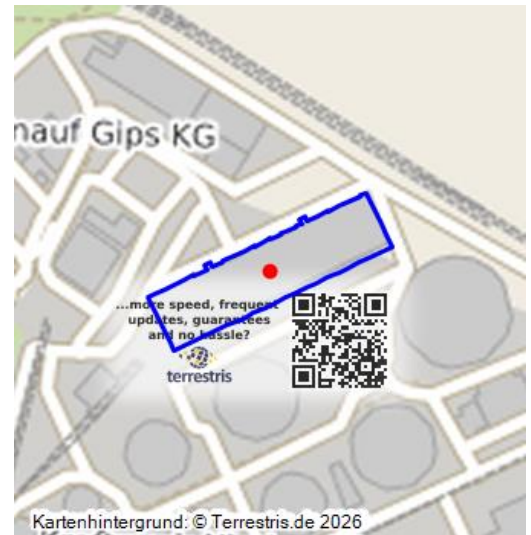 nauf Gips KG
...more speed, frequent
updates, guarantees
and no hassle?
terrestris
Kartenhintergrund: © Terrestris.de 2026